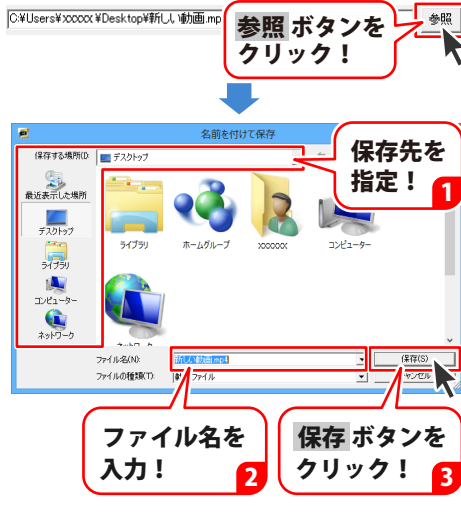 C:¥Users¥xxxxx¥Desktop¥新しい動画.mp
参照
参照 ボタンを
クリック！
名前を付けて保存
保存する場所(I):
デスクトップ
保存先を
指定！
1
最近表示した場所
デスクトップ
ライブラリ
コンピューター
ネットワーク
ライブラリ
ホームグループ
xxxxxxx
コンピューター
ファイル名(N):
新しい動画.mp4
保存(S)
ファイルの種類(T):
ファイル
ャンセル
ファイル名を
入力！
2
保存 ボタンを
クリック！
3